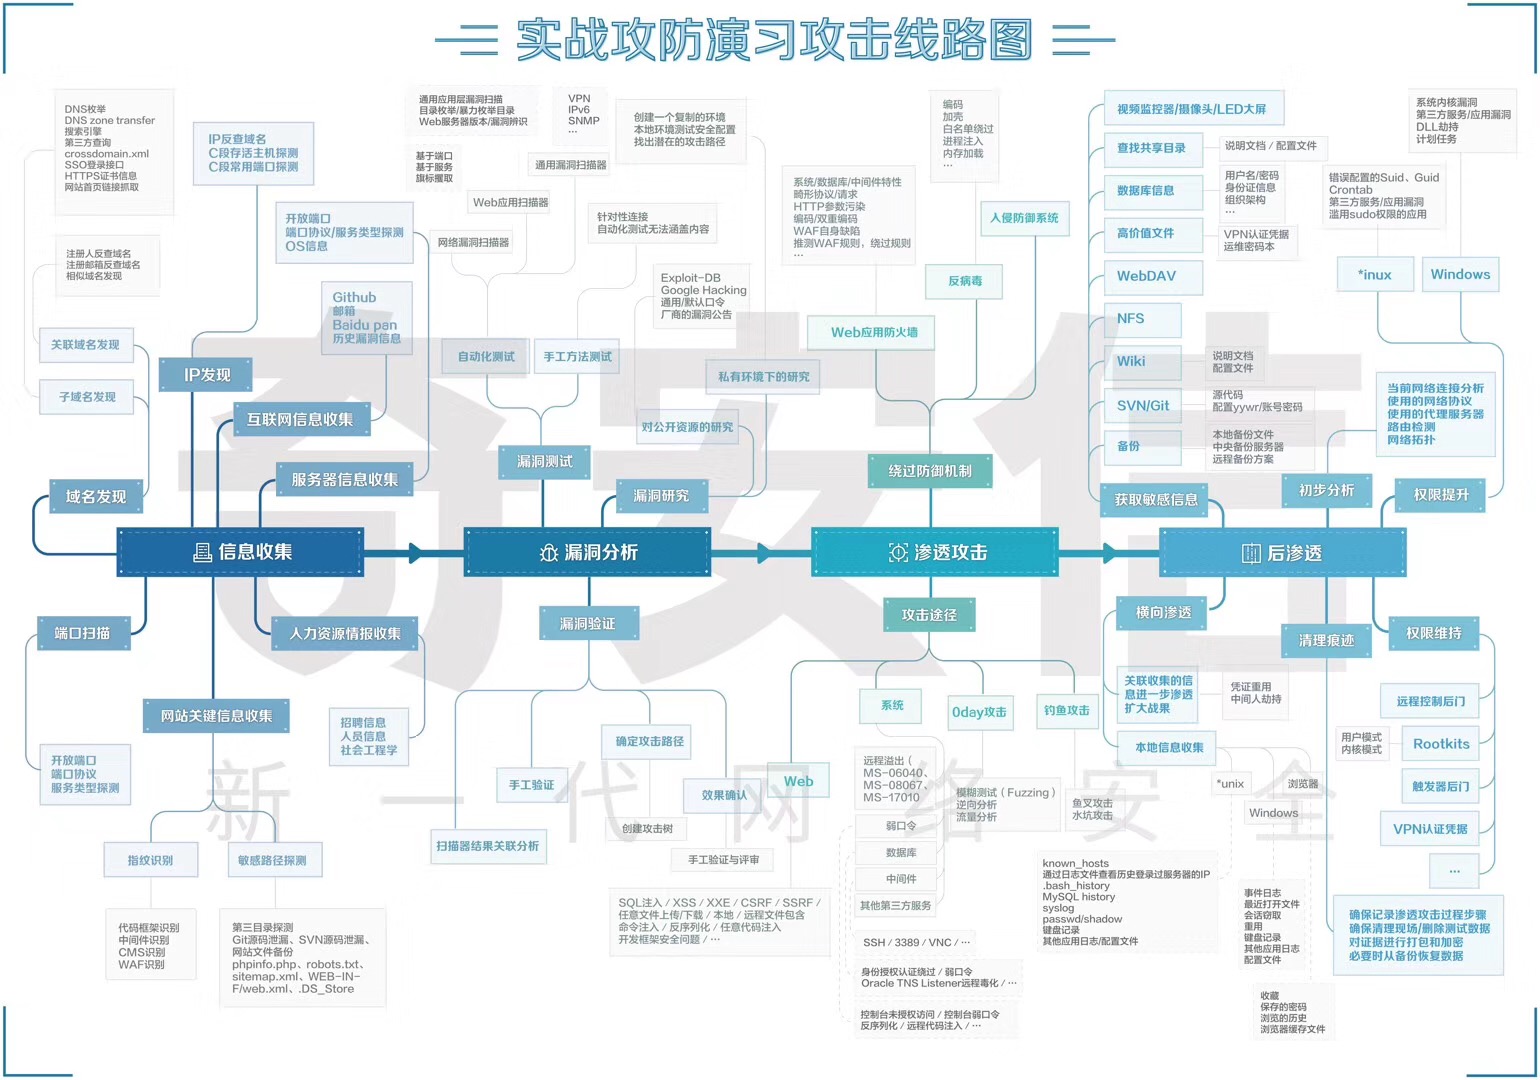 实战攻防演习攻击线路图
DNS枚举
DNS zone transfer
搜索引擎
第三方查询
crossdomain.xml
SSO登录接口
HTTPS证书信息
网站首页链接抓取
注册人反查域名
注册邮箱反查域名
相似域名发现
关联域名发现
子域名发现
域名发现
IP反查域名
C段存活主机探测
C段常用端口探测
IP发现
开放端口
端口协议/服务类型探测
OS信息
Github
邮箱
Baidu pan
历史漏洞信息
互联网信息收集
服务器信息收集
信息收集
端口扫描
开放端口
端口协议
服务类型探测
人力资源情报收集
招聘信息
人员信息
社会工程学
网站关键信息收集
指纹识别
敏感路径探测
代码框架识别
中间件识别
CMS识别
WAF识别
第三目录探测
Git源码泄漏、SVN源码泄漏、
网站文件备份
phpinfo.php、robots.txt、
sitemap.xml、WEB-IN-
F/web.xml、.DS_Store
通用应用层漏洞扫描
目录枚举/暴力枚举目录
Web服务器版本/漏洞辨识
基于端口
基于服务
旗标攫取
VPN
IPv6
SNMP
…
通用漏洞扫描器
Web应用扫描器
网络漏洞扫描器
自动化测试
针对性连接
自动化测试无法涵盖内容
手工方法测试
漏洞测试
创建一个复制的环境
本地环境测试安全配置
找出潜在的攻击路径
Exploit-DB
Google Hacking
通用/默认口令
厂商的漏洞公告
私有环境下的研究
对公开资源的研究
漏洞研究
漏洞分析
漏洞验证
扫描器结果关联分析
手工验证
确定攻击路径
创建攻击树
效果确认
手工验证与评审
编码
加壳
白名单绕过
进程注入
内存加载
…
系统/数据库/中间件特性
畸形协议/请求
HTTP参数污染
编码/双重编码
WAF自身缺陷
推测WAF规则，绕过规则
…
入侵防御系统
反病毒
Web应用防火墙
绕过防御机制
渗透攻击
攻击途径
Web
SQL注入 / XSS / XXE / CSRF / SSRF /
任意文件上传/下载 / 本地 / 远程文件包含
命令注入 / 反序列化 / 任意代码注入
开发框架安全问题 / …
系统
远程溢出（
MS-06040、
MS-08067、
MS-17010
弱口令
数据库
中间件
其他第三方服务
SSH / 3389 / VNC / …
身份授权认证绕过 / 弱口令
Oracle TNS Listener远程毒化 / …
控制台未授权访问 / 控制台弱口令
反序列化 / 远程代码注入 / …
0day攻击
模糊测试（Fuzzing）
逆向分析
流量分析
钓鱼攻击
鱼叉攻击
水坑攻击
视频监控器/摄像头/LED大屏
查找共享目录
说明文档 / 配置文件
数据库信息
用户名/密码
身份证信息
组织架构
…
高价值文件
VPN认证凭据
运维密码本
WebDAV
NFS
Wiki
说明文档
配置文件
SVN/Git
源代码
配置yywr/账号密码
备份
本地备份文件
中央备份服务器
远程备份方案
获取敏感信息
系统内核漏洞
第三方服务/应用漏洞
DLL劫持
计划任务
错误配置的Suid、Guid
Crontab
第三方服务/应用漏洞
滥用sudo权限的应用
*inux
Windows
当前网络连接分析
使用的网络协议
使用的代理服务器
路由检测
网络拓扑
初步分析
权限提升
后渗透
横向渗透
关联收集的信
息进一步渗透
扩大战果
凭证重用
中间人劫持
本地信息收集
*unix
Windows
浏览器
known_hosts
通过日志文件查看历史登录过服务器的IP
.bash_history
MySQL history
syslog
passwd/shadow
键盘记录
其他应用日志/配置文件
事件日志
最近打开文件
会话窃取
重用
键盘记录
其他应用日志
配置文件
收藏
保存的密码
浏览的历史
浏览器缓存文件
清理痕迹
确保记录渗透攻击过程步骤
确保清理现场/删除测试数据
对证据进行打包和加密
必要时从备份恢复数据
权限维持
远程控制后门
用户模式
内核模式
Rootkits
触发器后门
VPN认证凭据
…
奇安信
新一代网络安全